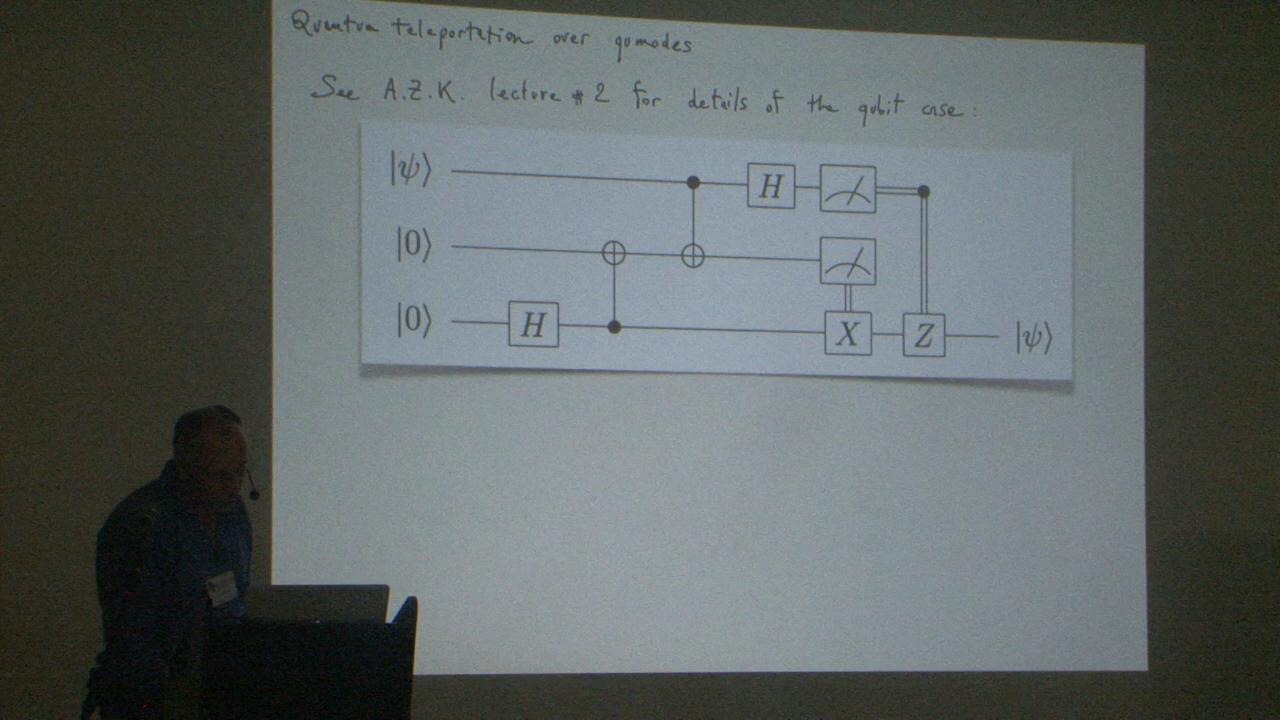 Quantum teleportation over qumodes
See A.Z.K. lecture # 2 for details of the qubit case:
|ψ⟩ H
|0⟩
|0⟩ H X Z |ψ⟩